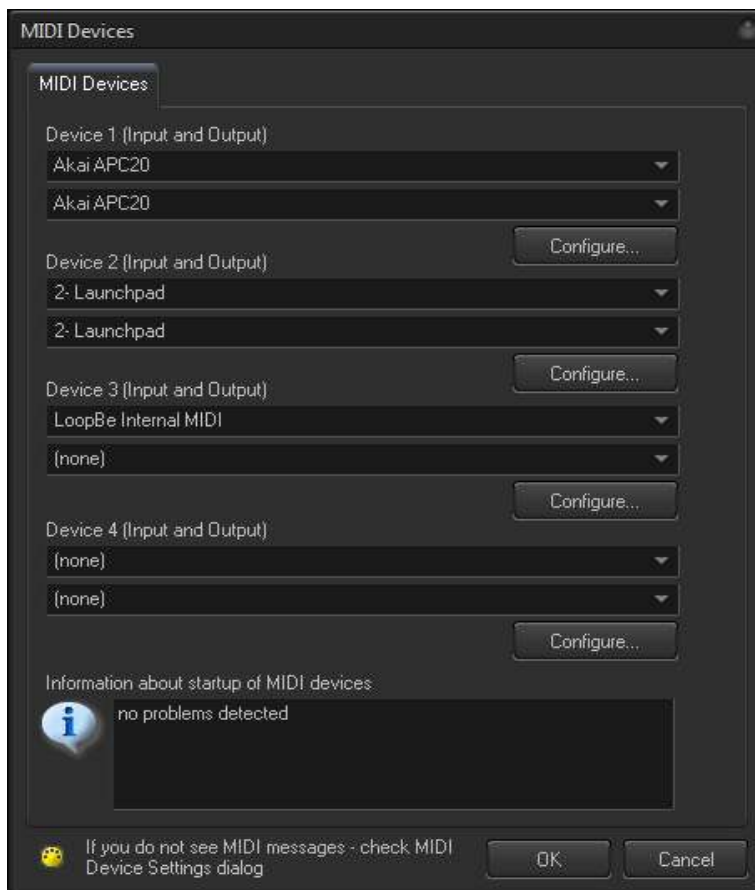 MIDI Devices
MIDI Devices
Device 1 (Input and Output)
Akai APC20
Akai APC20
Configure...
Device 2 (Input and Output)
2- Launchpad
2- Launchpad
Configure...
Device 3 (Input and Output)
LoopBe Internal MIDI
(none)
Configure...
Device 4 (Input and Output)
(none)
(none)
Configure...
Information about startup of MIDI devices
no problems detected
If you do not see MIDI messages - check MIDI
Device Settings dialog
OK
Cancel